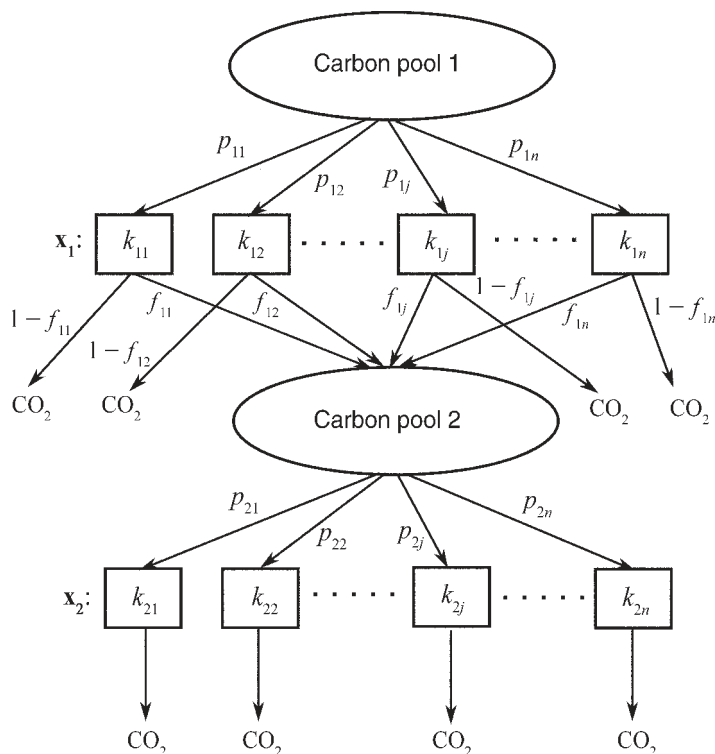 Carbon pool 1
p₁₁ p₁₂ p₁ⱼ p₁ₙ
x₁: k₁₁ k₁₂ ..... k₁ⱼ ..... k₁ₙ
1 – f₁₁ f₁₁ 1 – f₁₂ f₁₂ f₁ⱼ 1 – f₁ⱼ f₁ₙ 1 – f₁ₙ
CO₂ CO₂ CO₂ CO₂
Carbon pool 2
p₂₁ p₂₂ p₂ⱼ p₂ₙ
x₂: k₂₁ k₂₂ ..... k₂ⱼ ..... k₂ₙ
CO₂ CO₂ CO₂ CO₂